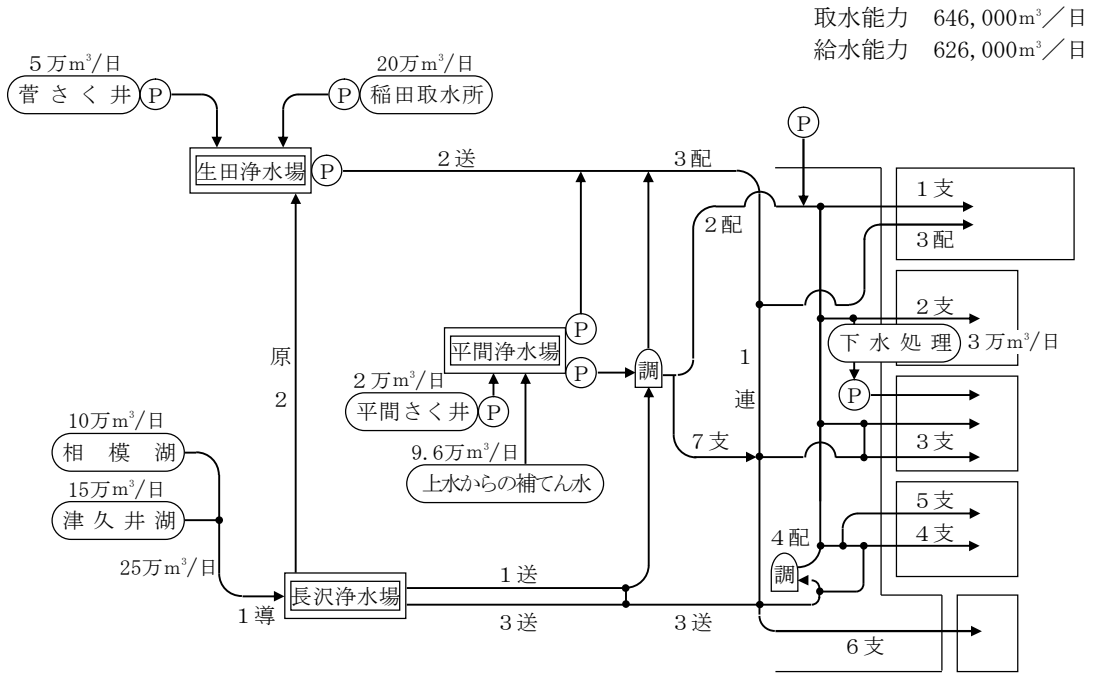 取水能力 646,000m³／日
給水能力 626,000m³／日
５万m³/日
菅さく井
P
20万m³/日
P
稲田取水所
P
生田浄水場
P
２送
３配
１支
２配
３配
２支
平間浄水場
P
P
調
下水処理
３万m³/日
原２
１連
２万m³/日
平間さく井
P
P
10万m³/日
相模湖
9.6万m³/日
上水からの補てん水
７支
３支
15万m³/日
津久井湖
５支
４配
４支
25万m³/日
調
長沢浄水場
１送
１導
３送
３送
６支